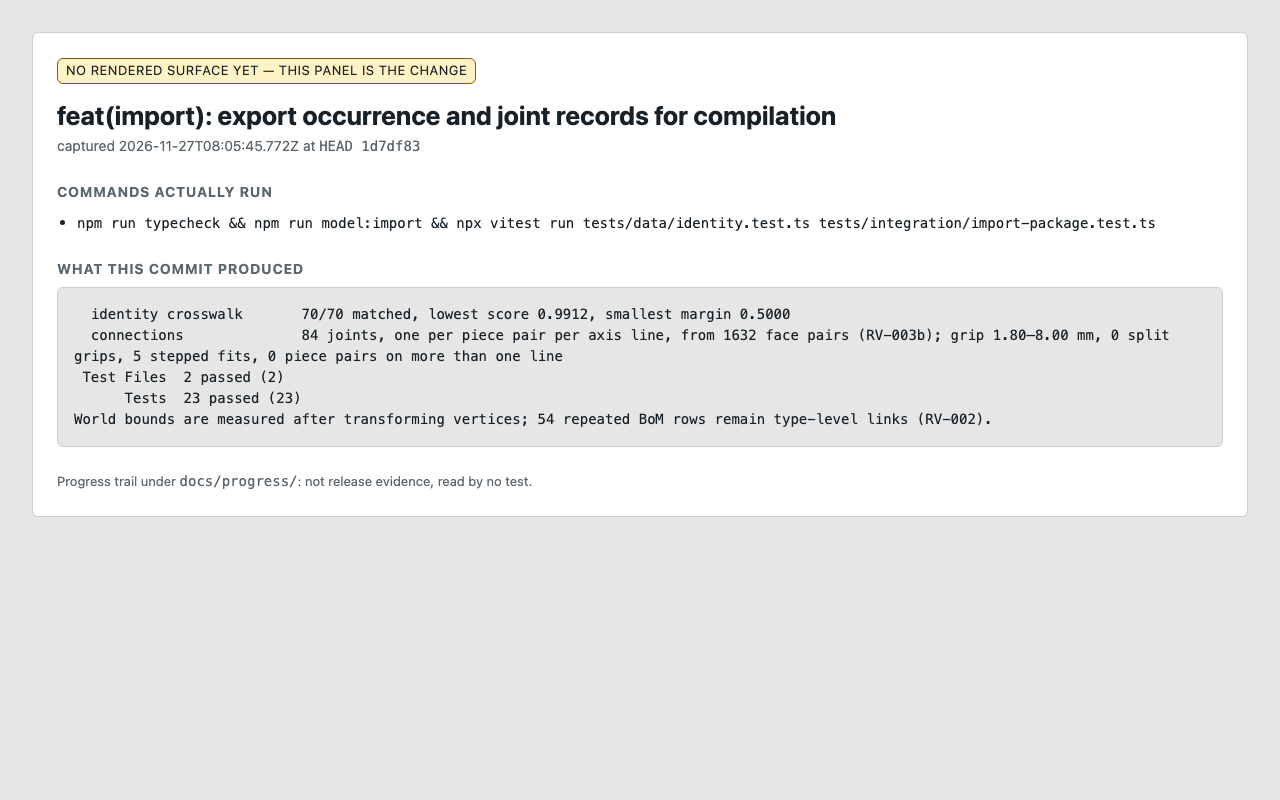 NO RENDERED SURFACE YET — THIS PANEL IS THE CHANGE
feat(import): export occurrence and joint records for compilation
captured 2026-11-27T08:05:45.772Z at HEAD 1d7df83
COMMANDS ACTUALLY RUN
• npm run typecheck && npm run model:import && npx vitest run tests/data/identity.test.ts tests/integration/import-package.test.ts
WHAT THIS COMMIT PRODUCED
identity crosswalk 70/70 matched, lowest score 0.9912, smallest margin 0.5000
connections 84 joints, one per piece pair per axis line, from 1632 face pairs (RV-003b); grip 1.80–8.00 mm, 0 split
grips, 5 stepped fits, 0 piece pairs on more than one line
Test Files 2 passed (2)
Tests 23 passed (23)
World bounds are measured after transforming vertices; 54 repeated BoM rows remain type-level links (RV-002).
Progress trail under docs/progress/: not release evidence, read by no test.